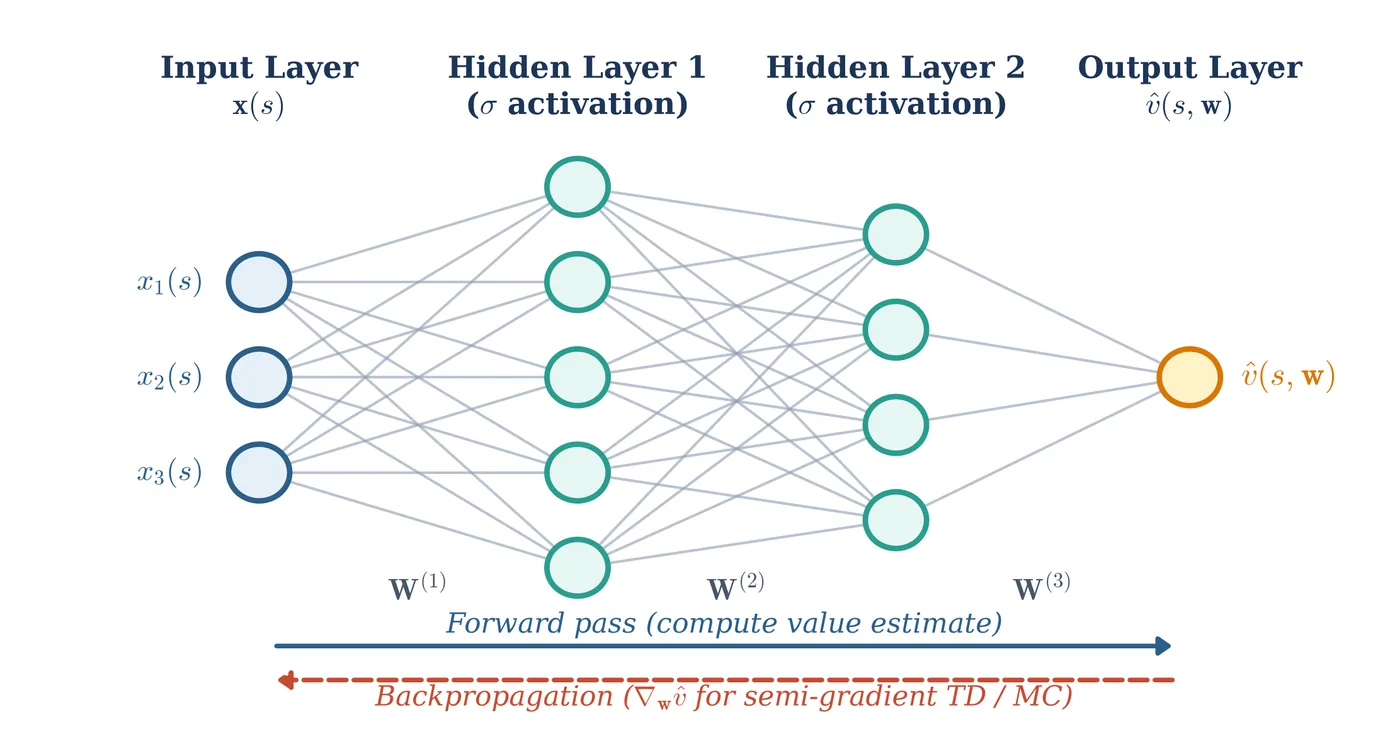 Input Layer
x(s)
Hidden Layer 1
(σ activation)
Hidden Layer 2
(σ activation)
Output Layer
v̂(s, w)
x₁(s)
x₂(s)
x₃(s)
v̂(s, w)
W⁽¹⁾
W⁽²⁾
W⁽³⁾
Forward pass (compute value estimate)
Backpropagation (∇_w v̂ for semi-gradient TD / MC)